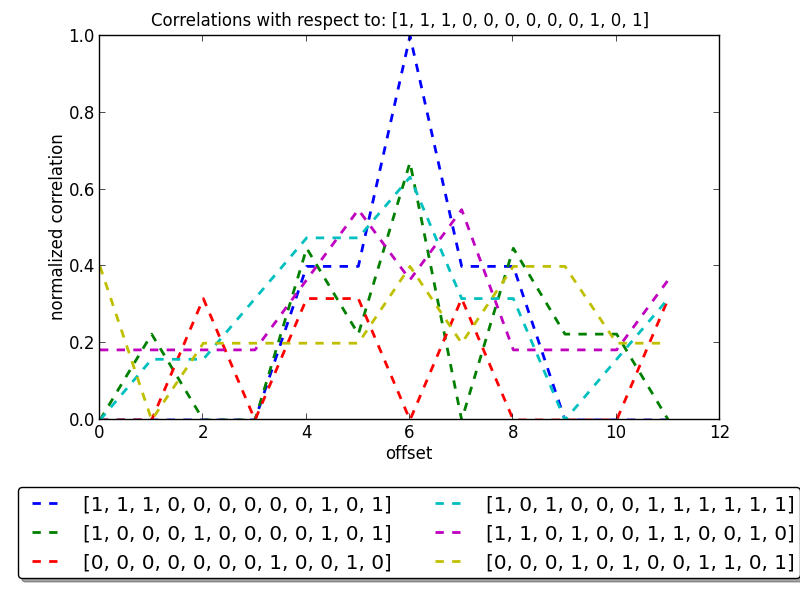 Correlations with respect to: [1, 1, 1, 0, 0, 0, 0, 0, 0, 1, 0, 1]
1.0
0.8
0.6
0.4
0.2
0.0
normalized correlation
0 2 4 6 8 10 12
offset
[1, 1, 1, 0, 0, 0, 0, 0, 0, 1, 0, 1]
[1, 0, 0, 0, 1, 0, 0, 0, 0, 1, 0, 1]
[0, 0, 0, 0, 0, 0, 0, 1, 0, 0, 1, 0]
[1, 0, 1, 0, 0, 0, 1, 1, 1, 1, 1, 1]
[1, 1, 0, 1, 0, 0, 1, 1, 0, 0, 1, 0]
[0, 0, 0, 1, 0, 1, 0, 0, 1, 1, 0, 1]